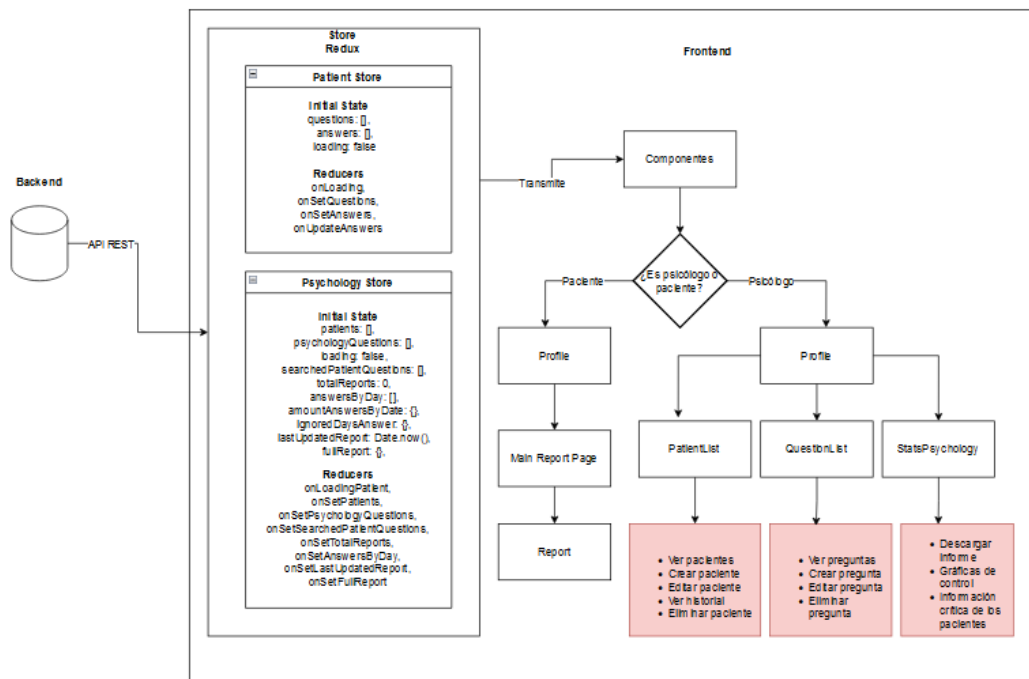 Store
Redux
Frontend
Patient Store
Initial State
questions: [],
answers: [],
loading: false
Reducers
onLoading,
onSetQuestions,
onSetAnswers,
onUpdateAnswers
Backend
API REST
Transmite
Componentes
¿Es psicólogo o
paciente?
Paciente
Psicólogo
Psychology Store
Initial State
patients: [],
psychologyQuestions: [],
loading: false,
searchedPatientQuestions: [],
totalReports: 0,
answersByDay: [],
amountAnswersByDate: {},
ignoredDaysAnswer: {},
lastUpdatedReport: Date.now(),
fullReport: {},
Reducers
onLoadingPatient,
onSetPatients,
onSetPsychologyQuestions,
onSetSearchedPatientQuestions,
onSetTotalReports,
onSetAnswersByDay,
onSetLastUpdatedReport,
onSetFullReport
Profile
Main Report Page
Report
Profile
PatientList
QuestionList
StatsPsychology
• Ver pacientes
• Crear paciente
• Editar paciente
• Ver historial
• Eliminar paciente
• Ver preguntas
• Crear pregunta
• Editar pregunta
• Eliminar
pregunta
• Descargar
informe
• Gráficas de
control
• Información
crítica de los
pacientes